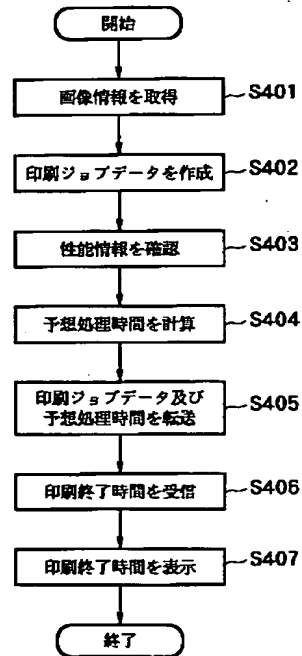 開始
画像情報を取得 S401
印刷ジョブデータを作成 S402
性能情報を確認 S403
予想処理時間を計算 S404
印刷ジョブデータ及び
予想処理時間を転送 S405
印刷終了時間を受信 S406
印刷終了時間を表示 S407
終了